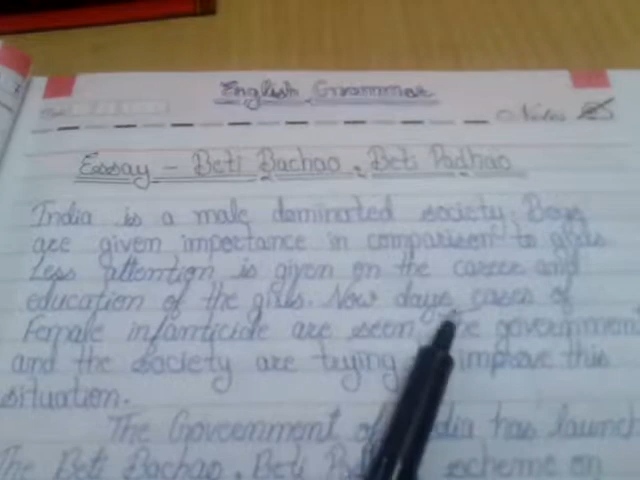 English Grammar
Notes
Essay - Beti Bachao, Beti Padhao
India is a male dominated society. Boys
are given importance in comparison to girls
Less attention is given on the career and
education of the girls. Now days cases of
Female infanticide are seen. government
and the society are trying improve this
situation.
The Government of has launch
The Beti Bachao, Beti scheme on